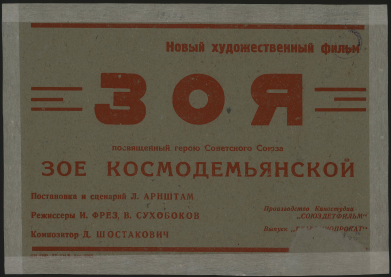 Новый художественный фильм
ЗОЯ
посвященный герою Советского Союза
ЗОЕ КОСМОДЕМЬЯНСКОЙ
Постановка и сценарий Л. АРНШТАМ
Режиссеры И. ФРЕЗ, В. СУХОБОКОВ
Композитор Д. ШОСТАКОВИЧ
Производство Киностудии
"СОЮЗДЕТФИЛЬМ"
Выпуск